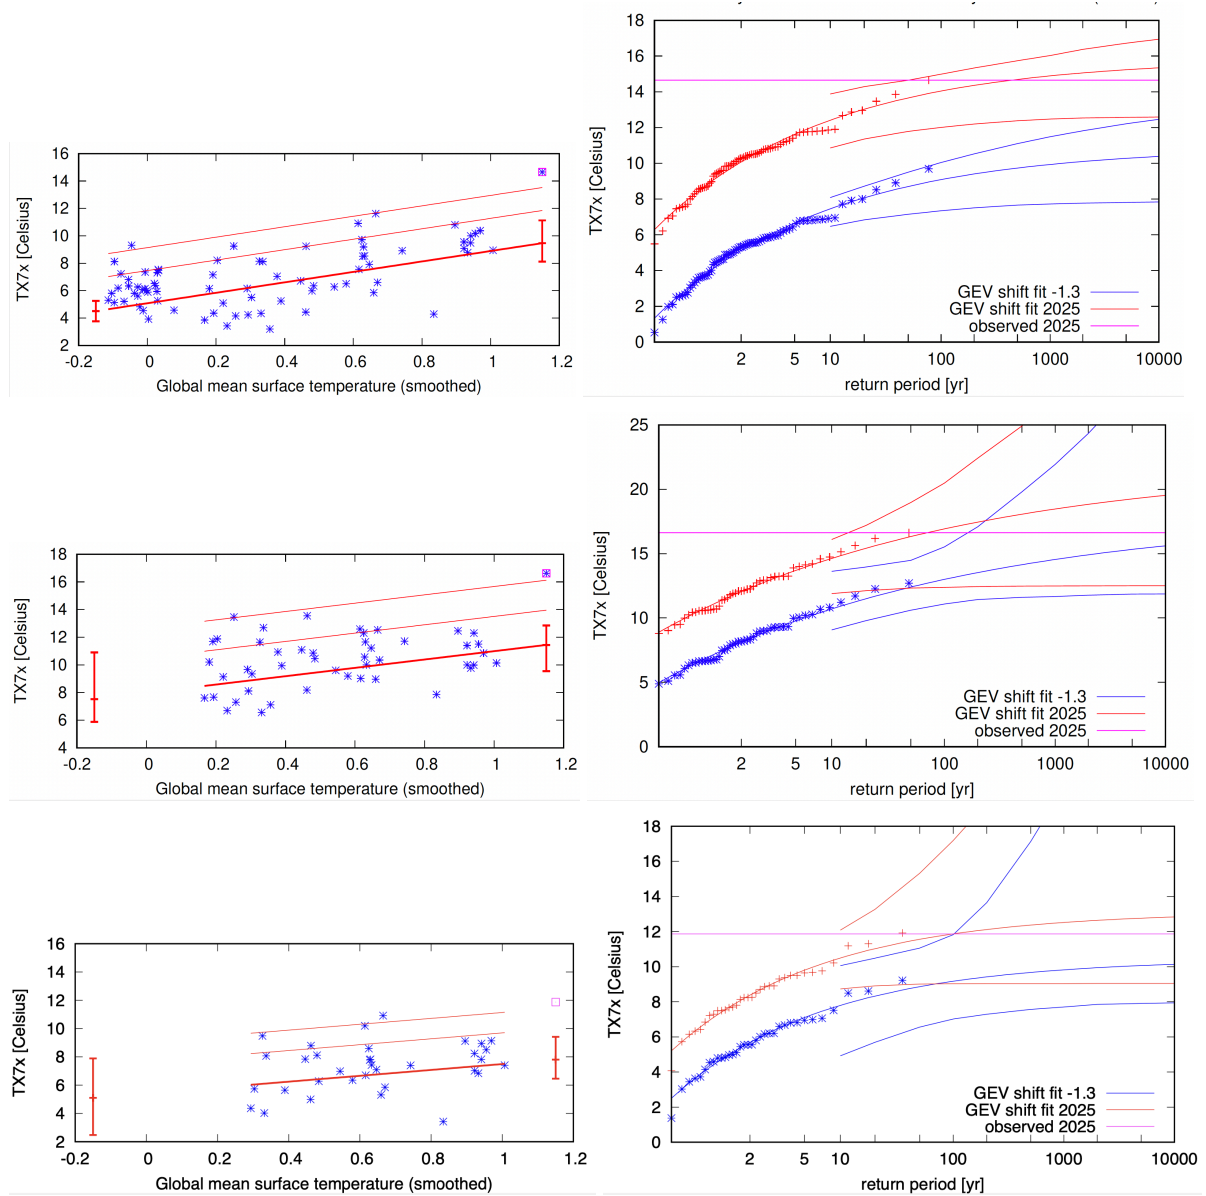 18
16
14
12
10
8
6
4
2
0
TX7x [Celsius]
GEV shift fit -1.3
GEV shift fit 2025
observed 2025
2 5 10 100 1000 10000
return period [yr]
16
14
12
10
8
6
4
2
TX7x [Celsius]
-0.2 0 0.2 0.4 0.6 0.8 1 1.2
Global mean surface temperature (smoothed)
25
20
15
10
5
0
TX7x [Celsius]
GEV shift fit -1.3
GEV shift fit 2025
observed 2025
2 5 10 100 1000 10000
return period [yr]
18
16
14
12
10
8
6
4
TX7x [Celsius]
-0.2 0 0.2 0.4 0.6 0.8 1 1.2
Global mean surface temperature (smoothed)
18
16
14
12
10
8
6
4
2
0
TX7x [Celsius]
GEV shift fit -1.3
GEV shift fit 2025
observed 2025
2 5 10 100 1000 10000
return period [yr]
16
14
12
10
8
6
4
2
TX7x [Celsius]
-0.2 0 0.2 0.4 0.6 0.8 1 1.2
Global mean surface temperature (smoothed)